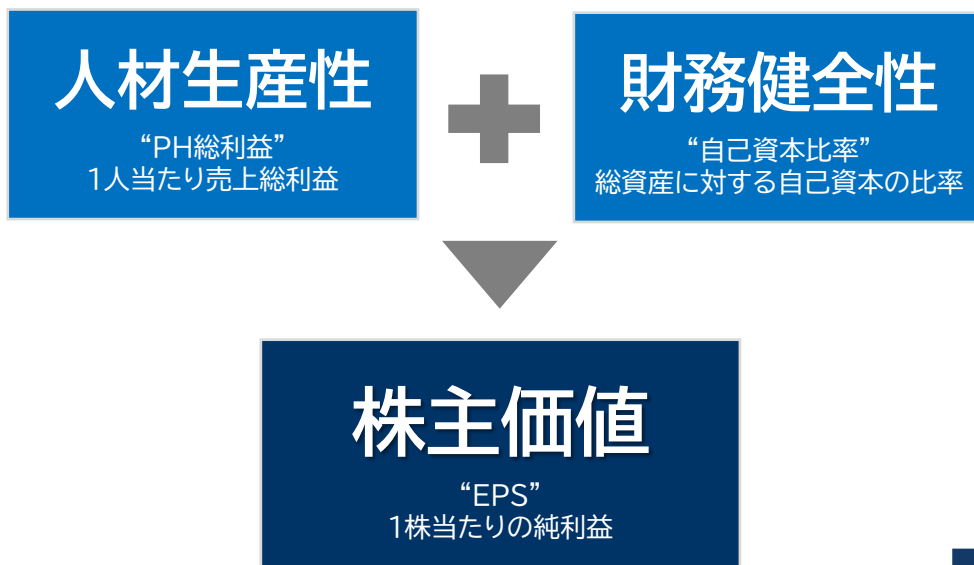 人材生産性
“PH総利益”
1人当たり売上総利益
財務健全性
“自己資本比率”
総資産に対する自己資本の比率
株主価値
“EPS”
1株当たりの純利益